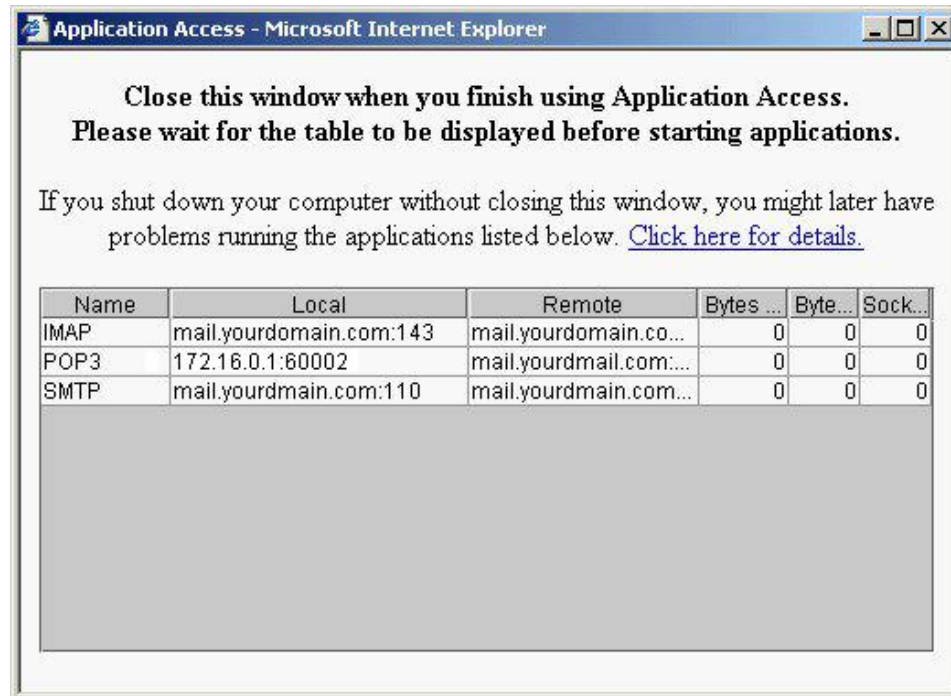 Application Access - Microsoft Internet Explorer
Close this window when you finish using Application Access.
Please wait for the table to be displayed before starting applications.
If you shut down your computer without closing this window, you might later have
problems running the applications listed below. Click here for details.
Name Local Remote Bytes ... Byte... Sock...
IMAP mail.yourdomain.com:143 mail.yourdomain.co... 0 0 0
POP3 172.16.0.1:60002 mail.yourdmail.com:... 0 0 0
SMTP mail.yourdmain.com:110 mail.yourdmain.com... 0 0 0